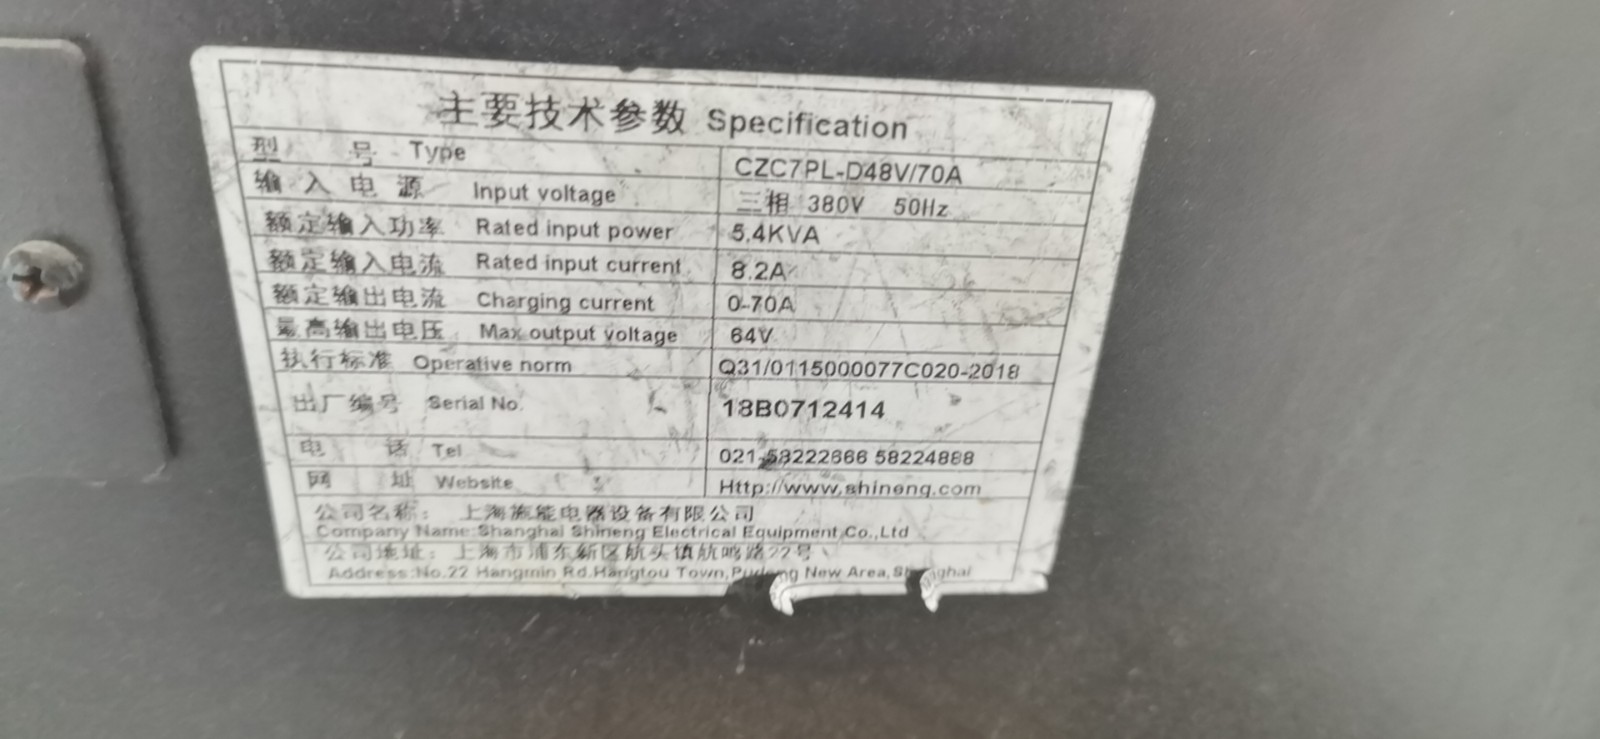 主要技术参数 Specification
型 号 Type CZC7PL-D48V/70A
输入电源 Input voltage 三相 380V 50Hz
额定输入功率 Rated input power 5.4KVA
额定输入电流 Rated input current 8.2A
额定输出电流 Charging current 0-70A
最高输出电压 Max output voltage 64V
执行标准 Operative norm Q31/0115000077C020-2018
出厂编号 Serial No. 18B0712414
电 话 Tel 021-58222666 58224888
网 址 Website Http://www.shineng.com
公司名称: 上海施能电器设备有限公司
Company Name:Shanghai Shineng Electrical Equipment Co.,Ltd
公司地址: 上海市浦东新区航头镇航鸣路22号
Address:No.22 Hangmin Rd.Hangtou Town,Pudong New Area,Shanghai